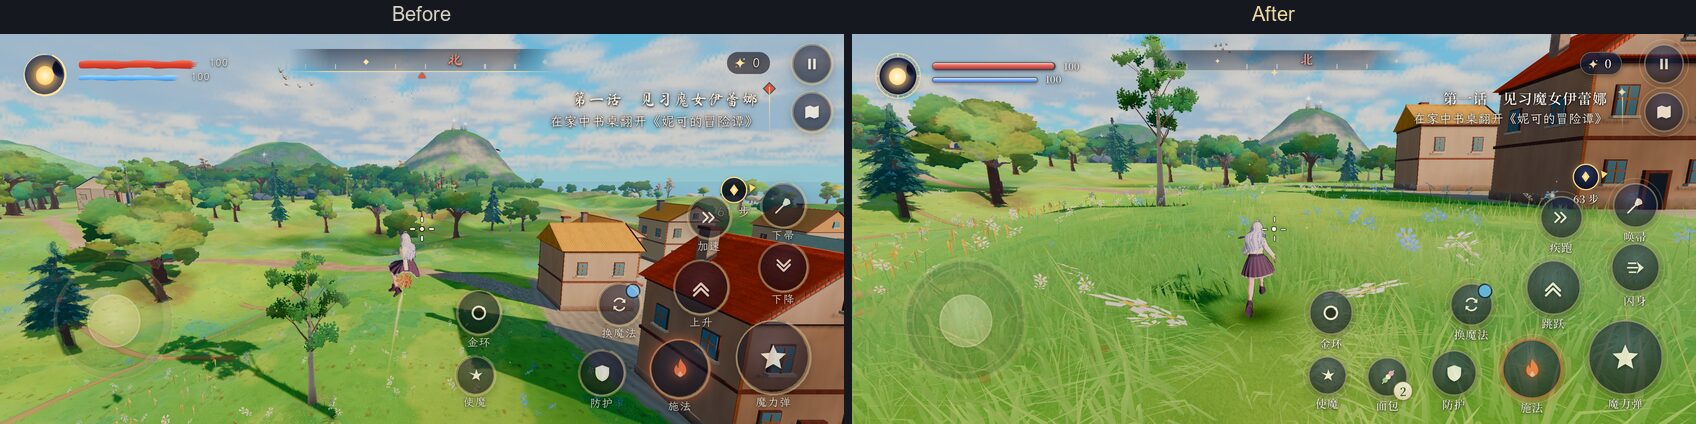 Before
北
100
100
0
第一话 见习魔女伊蕾娜
在家中书桌翻开《妮可的冒险谭》
步
加速
下帚
下降
上升
换魔法
金环
使魔
防护
施法
魔力弹
After
北
100
100
0
第一话 见习魔女伊蕾娜
在家中书桌翻开《妮可的冒险谭》
63 步
疾跑
唤帚
闪身
跳跃
换魔法
金环
使魔
面包
2
防护
施法
魔力弹